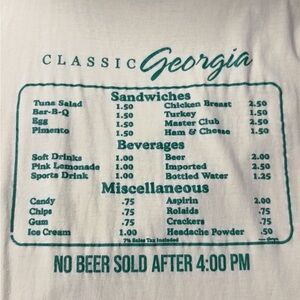 CLASSIC Georgia
Sandwiches
Tuna Salad 1.50 Chicken Breast 2.50
Bar-B-Q 1.50 Turkey 1.50
Egg 1.50 Master Club 2.50
Pimento 1.50 Ham & Cheese 1.50
Beverages
Soft Drinks 1.00 Beer 2.00
Pink Lemonade 1.00 Imported 2.50
Sports Drink 1.00 Bottled Water 1.25
Miscellaneous
Candy .75 Aspirin 2.00
Chips .75 Rolaids .75
Gum .75 Crackers .75
Ice Cream 1.00 Headache Powder .50
7% Sales Tax Included
NO BEER SOLD AFTER 4:00 PM